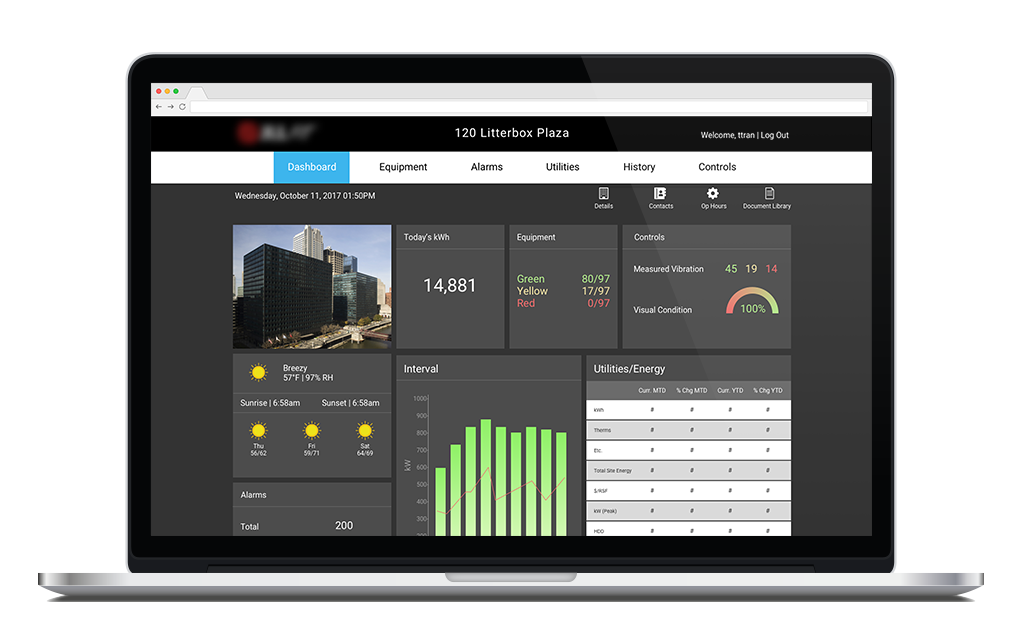 120 Litterbox Plaza
Welcome, ttran | Log Out
Dashboard Equipment Alarms Utilities History Controls
Wednesday, October 11, 2017 01:50PM
Details Contacts Op Hours Document Library
Today's kWh
14,881
Equipment
Green 80/97
Yellow 17/97
Red 0/97
Controls
Measured Vibration 45 19 14
Visual Condition 100%
Breezy
57°F | 97% RH
Sunrise | 6:58am Sunset | 6:58am
Thu Fri Sat
56/62 59/71 64/69
Alarms
Total 200
Interval
kW
1000
900
800
700
600
500
400
300
200
Utilities/Energy
Curr. MTD % Chg MTD Curr. YTD % Chg YTD
kWh # # # #
Therms # # # #
Etc. # # # #
Total Site Energy # # # #
$/RSF # # # #
kW (Peak) # # # #
HDD # # # #